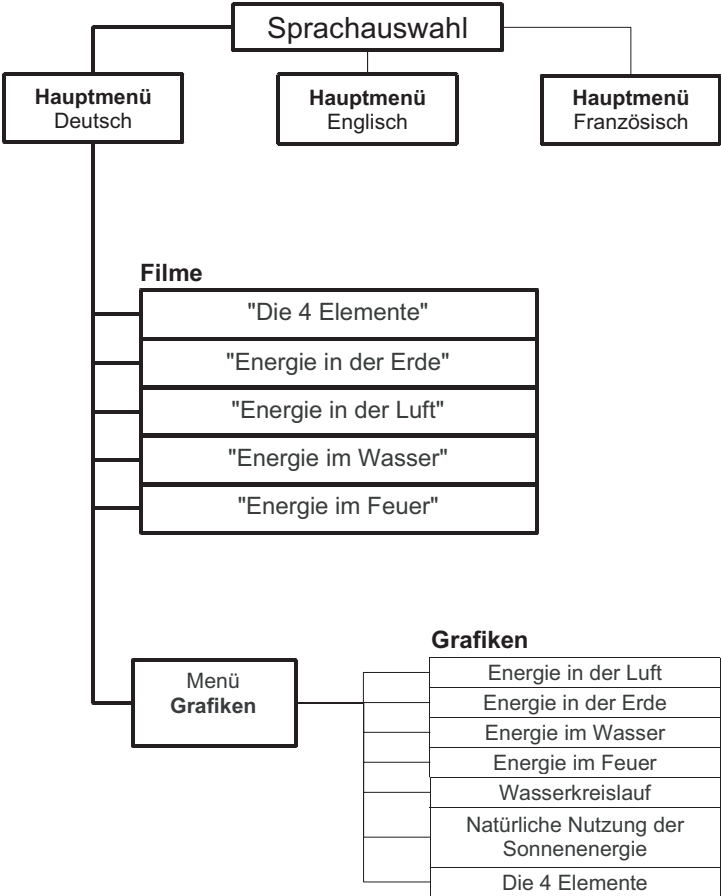 Sprachauswahl
Hauptmenü
Deutsch
Hauptmenü
Englisch
Hauptmenü
Französisch
Filme
"Die 4 Elemente"
"Energie in der Erde"
"Energie in der Luft"
"Energie im Wasser"
"Energie im Feuer"
Menü
Grafiken
Grafiken
Energie in der Luft
Energie in der Erde
Energie im Wasser
Energie im Feuer
Wasserkreislauf
Natürliche Nutzung der
Sonnenenergie
Die 4 Elemente